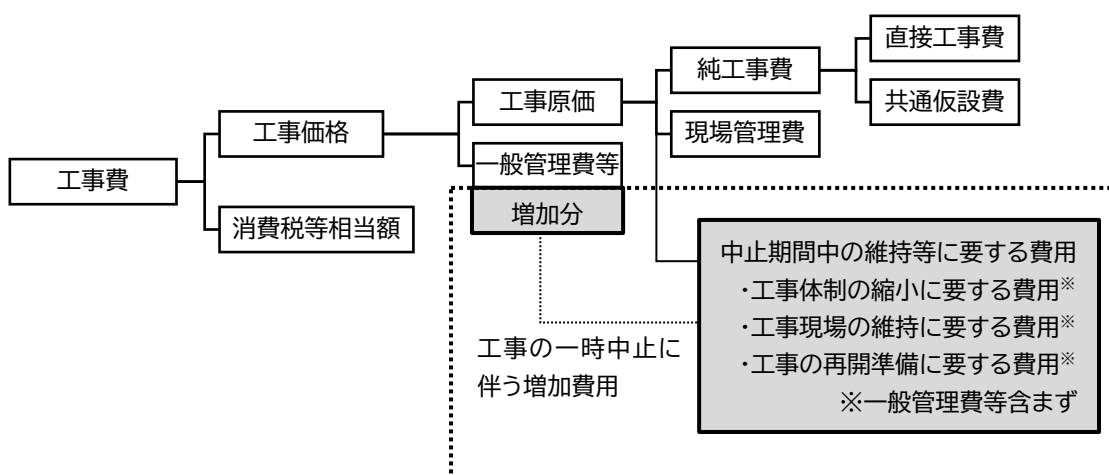 工事費
工事価格
消費税等相当額
工事原価
一般管理費等
増加分
純工事費
現場管理費
直接工事費
共通仮設費
中止期間中の維持等に要する費用
・工事体制の縮小に要する費用※
・工事現場の維持に要する費用※
・工事の再開準備に要する費用※
※一般管理費等含まず
工事の一時中止に
伴う増加費用